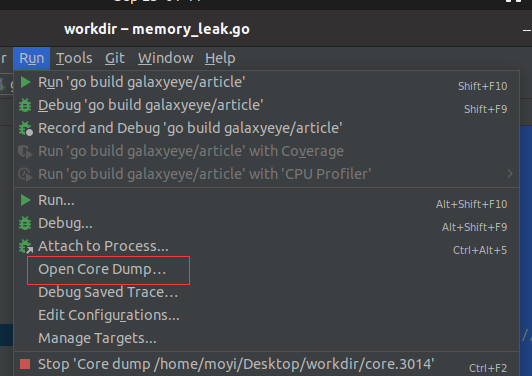 workdir – memory_leak.go
r Run Tools Git Window Help
Run 'go build galaxyeye/article' Shift+F10
Debug 'go build galaxyeye/article' Shift+F9
Record and Debug 'go build galaxyeye/article'
Run 'go build galaxyeye/article' with Coverage
Run 'go build galaxyeye/article' with 'CPU Profiler'
Run... Alt+Shift+F10
Debug... Alt+Shift+F9
Attach to Process... Ctrl+Alt+5
Open Core Dump...
Debug Saved Trace...
Edit Configurations...
Manage Targets...
Stop 'Core dump /home/moyi/Desktop/workdir/core.3014' Ctrl+F2